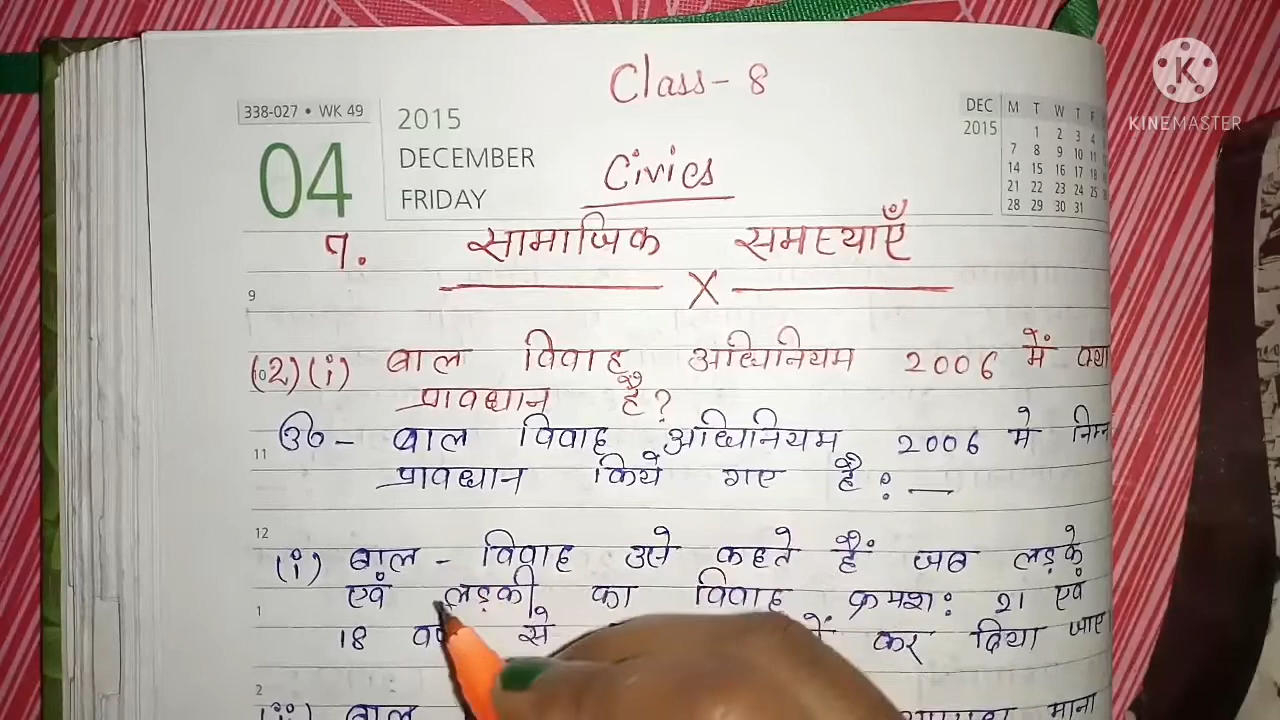 Class-8
338-027 • WK 49
04
2015
DECEMBER
FRIDAY
Civics
DEC
2015
M T W T F
1 2 3 4
7 8 9 10 11
14 15 16 17 18
21 22 23 24 25
28 29 30 31
K
KINEMASTER
7. सामाजिक समस्याएँ
X
9
(2)(i) बाल विवाह अधिनियम 2006 में क्या
प्रावधान है?
उ०- बाल विवाह अधिनियम 2006 मे निम्न
11
प्रावधान किये गए है:—
12
(i) बाल - विवाह उसे कहते हैं जब लड़के
एवं लड़की का विवाह क्रमश: 21 एवं
1
18 से में कर दिया जाए
2
(ii) बाल माना